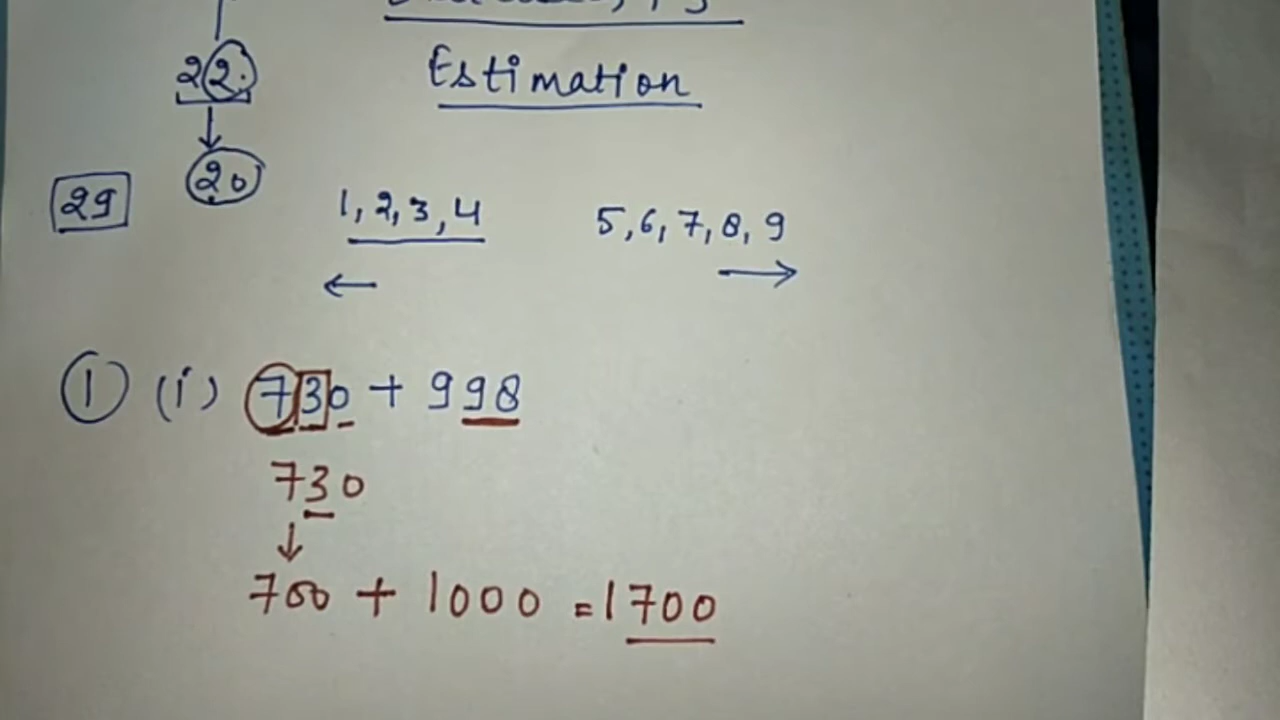 22.
Estimation
20
29
1, 2, 3, 4 5, 6, 7, 8, 9
① (i) 730 + 998
730
700 + 1000 = 1700